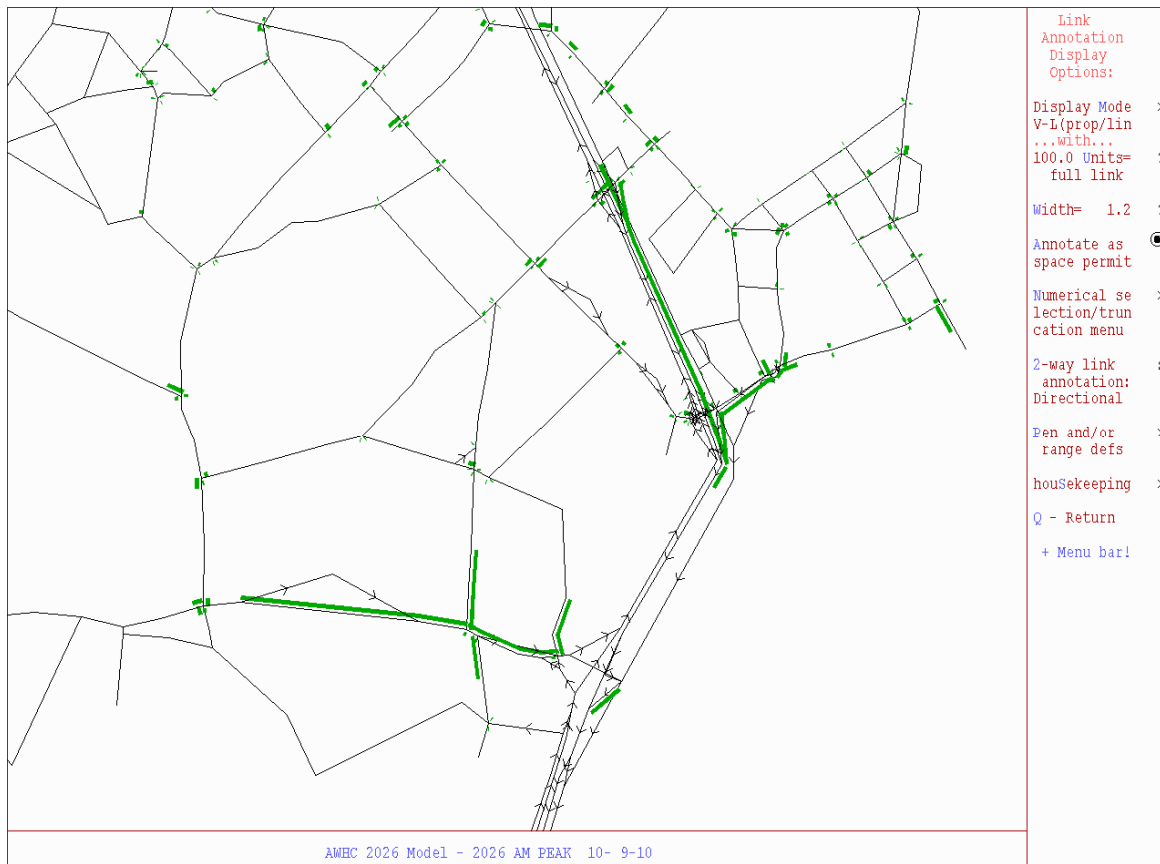 Link
Annotation
Display
Options:
Display Mode >
V-L(prop/lin
...with...
100.0 Units=
full link
Width= 1.2
Annotate as
space permit
Numerical se >
lection/trun
cation menu
2-way link
annotation:
Directional
Pen and/or >
range defs
houSekeeping >
Q - Return
+ Menu bar!
AWHC 2026 Model - 2026 AM PEAK 10- 9-10